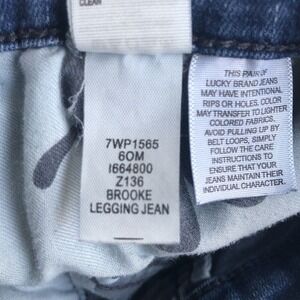 CLEAN
7WP1565
6OM
I664800
Z136
BROOKE
LEGGING JEAN
THIS PAIR OF
LUCKY BRAND JEANS
MAY HAVE INTENTIONAL
RIPS OR HOLES. COLOR
MAY TRANSFER TO LIGHTER
COLORED FABRICS.
AVOID PULLING UP BY
BELT LOOPS, SIMPLY
FOLLOW THE CARE
INSTRUCTIONS TO
ENSURE THAT YOUR
JEANS MAINTAIN THEIR
INDIVIDUAL CHARACTER.